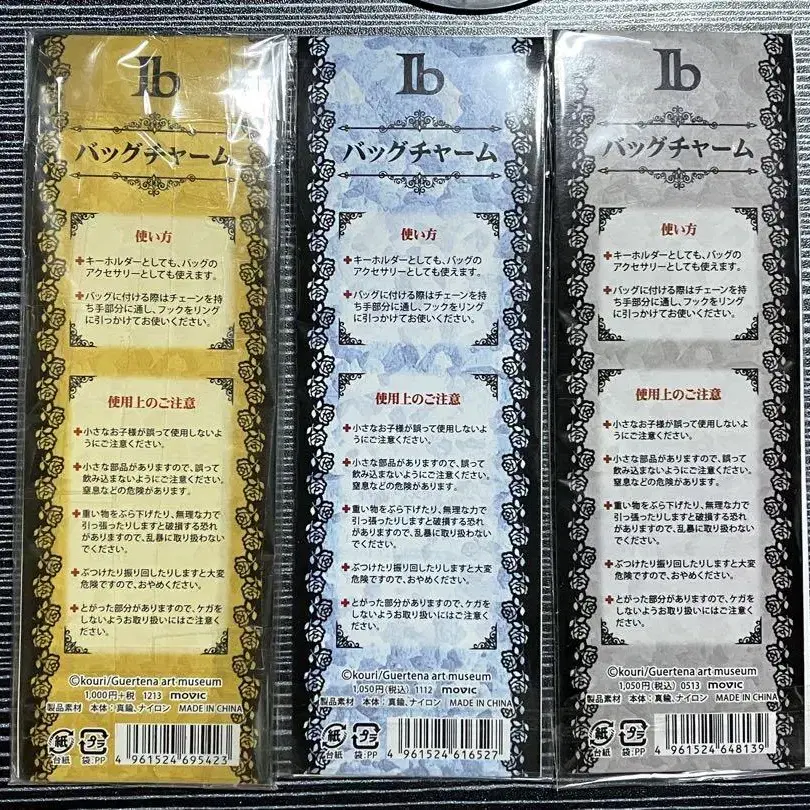 Ib
バッグチャーム
使い方
キーホルダーとしても、バッグの
アクセサリーとしても使えます。
バッグに付ける際はチェーンを持
ち手部分に通し、フックをリング
に引っかけてお使いください。
使用上のご注意
小さなお子様が誤って使用しないよ
うにご注意ください。
小さな部品がありますので、誤って
飲み込まないようにご注意ください。
窒息などの危険があります。
重い物をぶら下げたり、無理な力で
引っ張ったりしますと破損する恐れ
がありますので、乱暴に取り扱わない
でください。
ぶつけたり振り回したりしますと大変
危険ですので、おやめください。
とがった部分がありますので、ケガを
しないようお取り扱いにはご注意く
ださい。
©kouri/Guertena art museum
1,000円+税 1213 movic
製品素材 本体:真鍮、ナイロン MADE IN CHINA
紙
台紙
プラ
袋:PP
4 961524 695423
Ib
バッグチャーム
使い方
キーホルダーとしても、バッグの
アクセサリーとしても使えます。
バッグに付ける際はチェーンを持
ち手部分に通し、フックをリング
に引っかけてお使いください。
使用上のご注意
小さなお子様が誤って使用しないよ
うにご注意ください。
小さな部品がありますので、誤って
飲み込まないようにご注意ください。
窒息などの危険があります。
重い物をぶら下げたり、無理な力で
引っ張ったりしますと破損する恐れ
がありますので、乱暴に取り扱わない
でください。
ぶつけたり振り回したりしますと大変
危険ですので、おやめください。
とがった部分がありますので、ケガを
しないようお取り扱いにはご注意く
ださい。
©kouri/Guertena art museum
1,050円(税込) 1112 movic
製品素材 本体:真鍮、ナイロン MADE IN CHINA
紙
台紙
プラ
袋:PP
4 961524 616527
Ib
バッグチャーム
使い方
キーホルダーとしても、バッグの
アクセサリーとしても使えます。
バッグに付ける際はチェーンを持
ち手部分に通し、フックをリング
に引っかけてお使いください。
使用上のご注意
小さなお子様が誤って使用しないよ
うにご注意ください。
小さな部品がありますので、誤って
飲み込まないようにご注意ください。
窒息などの危険があります。
重い物をぶら下げたり、無理な力で
引っ張ったりしますと破損する恐れ
がありますので、乱暴に取り扱わない
でください。
ぶつけたり振り回したりしますと大変
危険ですので、おやめください。
とがった部分がありますので、ケガを
しないようお取り扱いにはご注意く
ださい。
©kouri/Guertena art museum
1,050円(税込) 0513 movic
製品素材 本体:真鍮、ナイロン MADE IN CHINA
紙
台紙
プラ
袋:PP
4 961524 648139